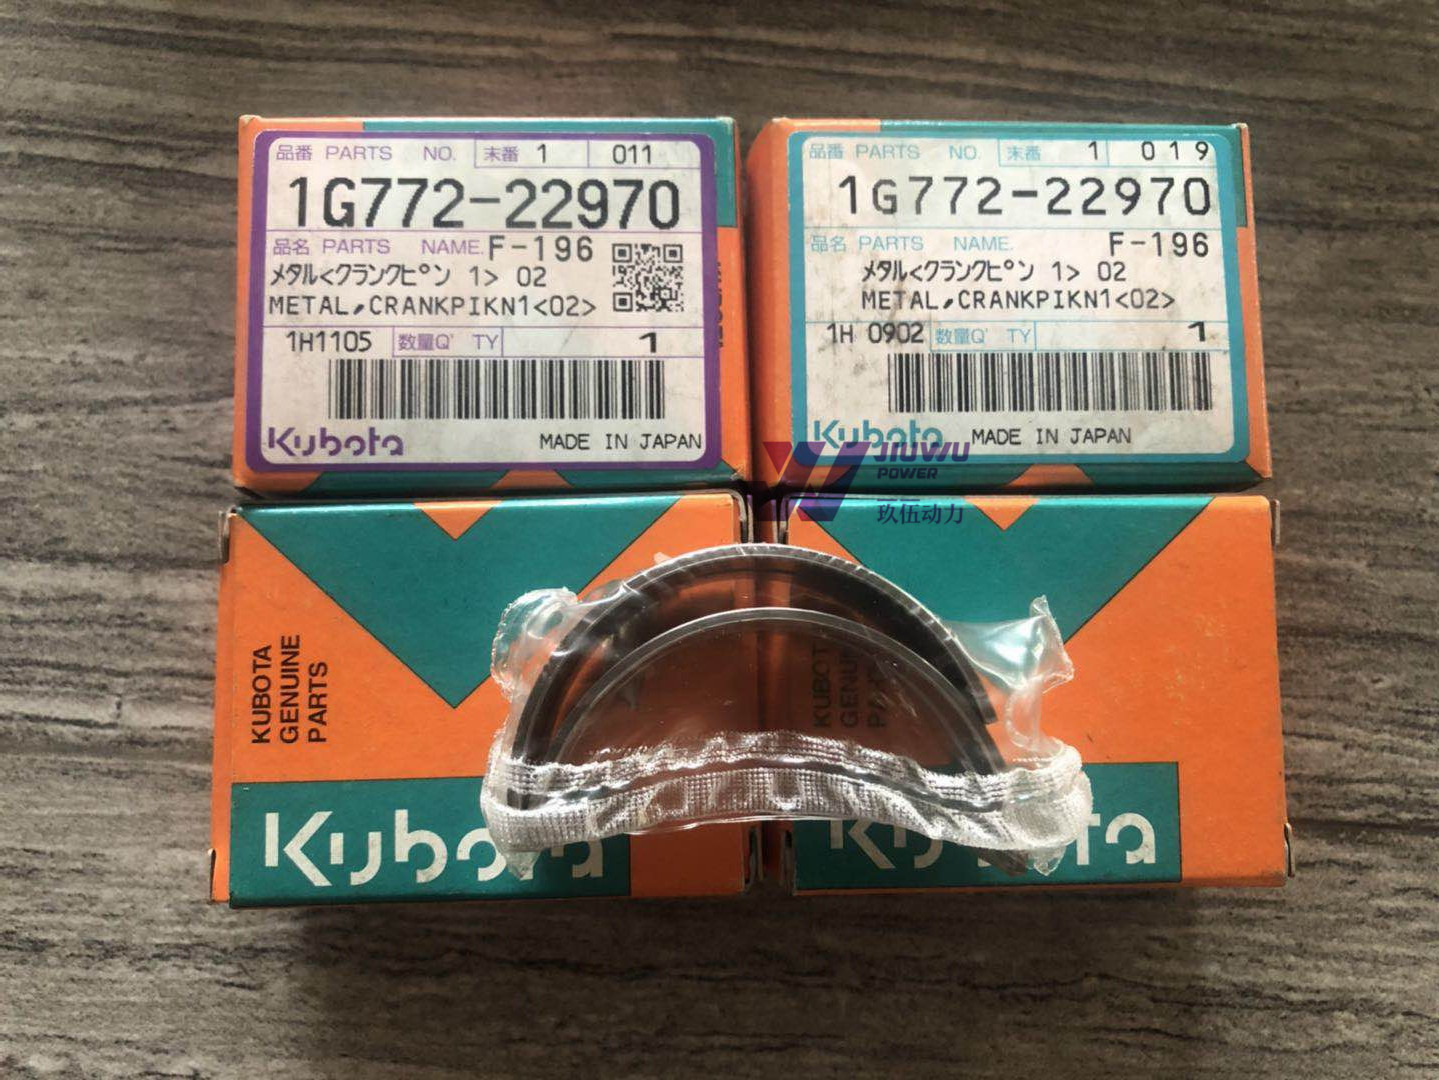 品番 PARTS NO. 末番 1 011
1G772-22970
品名 PARTS NAME. F-196
メタル<クランクピン 1> 02
METAL,CRANKPIKN1<02>
1H1105 数量Q' TY 1
Kubota MADE IN JAPAN
品番 PARTS NO. 末番 1 019
1G772-22970
品名 PARTS NAME. F-196
メタル<クランクピン 1> 02
METAL,CRANKPIKN1<02>
1H 0902 数量Q' TY 1
Kubota MADE IN JAPAN
JIUWU
POWER
玖伍动力
KUBOTA
GENUINE
PARTS
Kubota
KUBOTA
Kubota